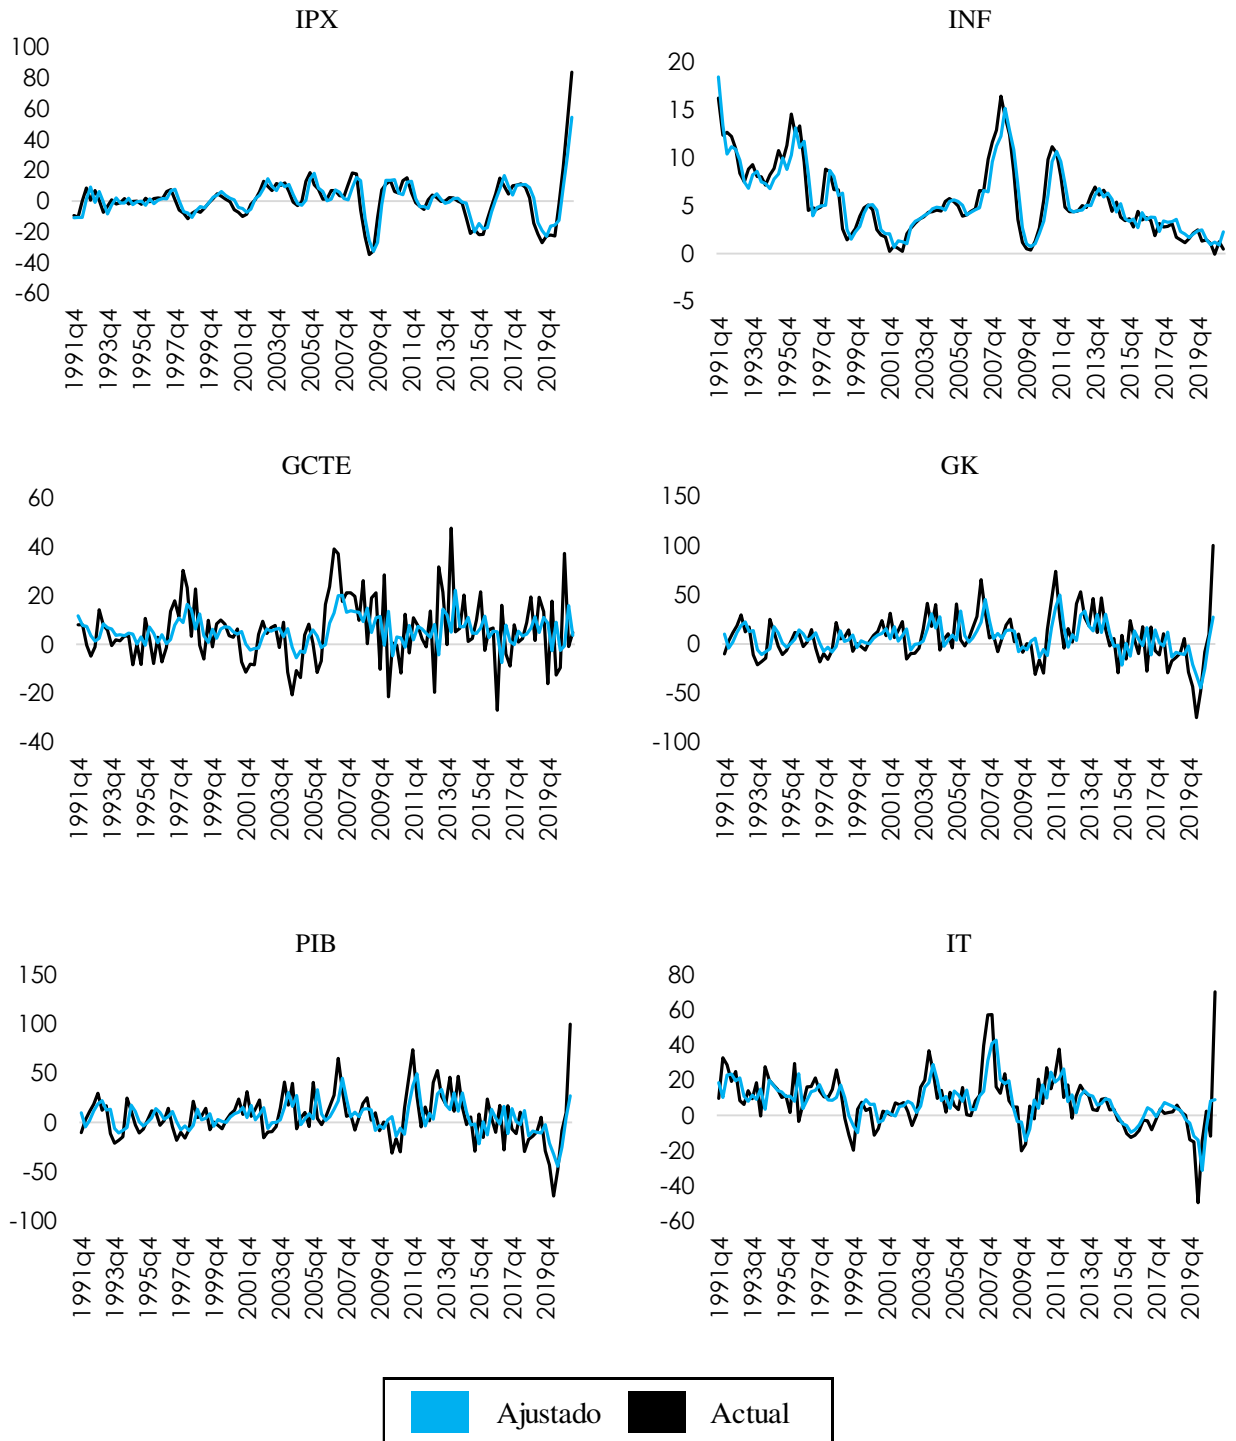 IPX
100
80
60
40
20
0
-20
-40
-60
1991q4
1993q4
1995q4
1997q4
1999q4
2001q4
2003q4
2005q4
2007q4
2009q4
2011q4
2013q4
2015q4
2017q4
2019q4
INF
20
15
10
5
0
-5
1991q4
1993q4
1995q4
1997q4
1999q4
2001q4
2003q4
2005q4
2007q4
2009q4
2011q4
2013q4
2015q4
2017q4
2019q4
GCTE
60
40
20
0
-20
-40
1991q4
1993q4
1995q4
1997q4
1999q4
2001q4
2003q4
2005q4
2007q4
2009q4
2011q4
2013q4
2015q4
2017q4
2019q4
GK
150
100
50
0
-50
-100
1991q4
1993q4
1995q4
1997q4
1999q4
2001q4
2003q4
2005q4
2007q4
2009q4
2011q4
2013q4
2015q4
2017q4
2019q4
PIB
150
100
50
0
-50
-100
1991q4
1993q4
1995q4
1997q4
1999q4
2001q4
2003q4
2005q4
2007q4
2009q4
2011q4
2013q4
2015q4
2017q4
2019q4
IT
80
60
40
20
0
-20
-40
-60
1991q4
1993q4
1995q4
1997q4
1999q4
2001q4
2003q4
2005q4
2007q4
2009q4
2011q4
2013q4
2015q4
2017q4
2019q4
Ajustado Actual